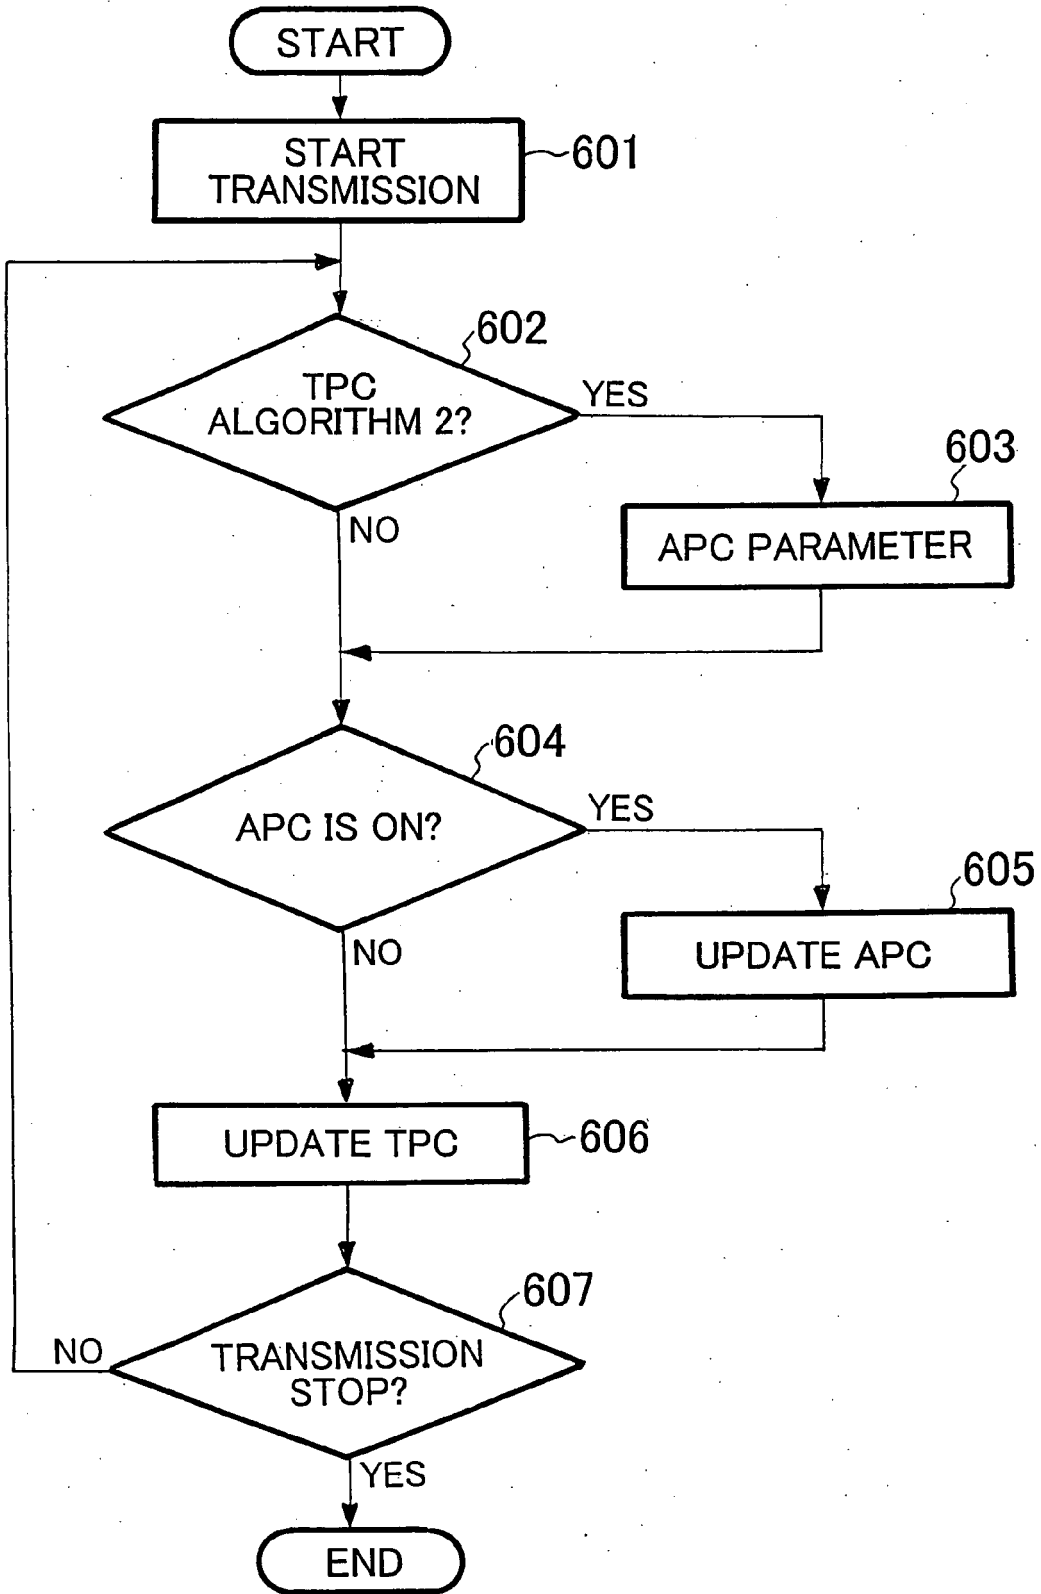 START
START
TRANSMISSION
601
602
TPC
ALGORITHM 2?
YES
NO
603
APC PARAMETER
604
APC IS ON?
YES
NO
605
UPDATE APC
UPDATE TPC
606
607
TRANSMISSION
STOP?
NO
YES
END